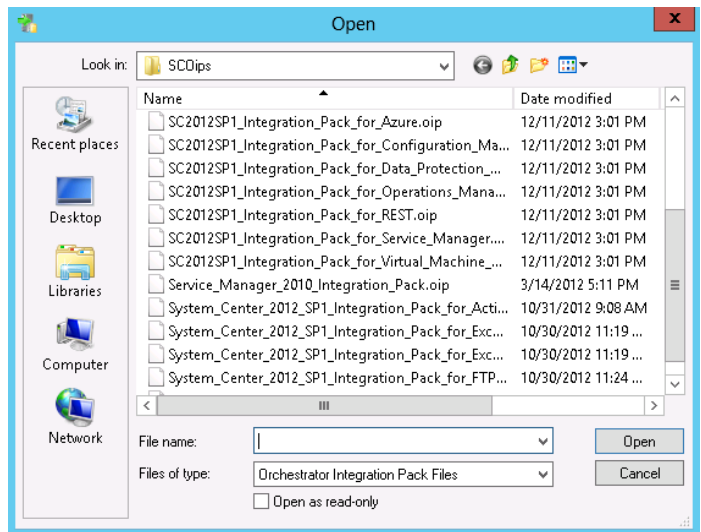 Open
x
Look in: SCOips
Name Date modified
SC2012SP1_Integration_Pack_for_Azure.oip 12/11/2012 3:01 PM
SC2012SP1_Integration_Pack_for_Configuration_Ma... 12/11/2012 3:01 PM
SC2012SP1_Integration_Pack_for_Data_Protection_... 12/11/2012 3:01 PM
SC2012SP1_Integration_Pack_for_Operations_Mana... 12/11/2012 3:01 PM
SC2012SP1_Integration_Pack_for_REST.oip 12/11/2012 3:01 PM
SC2012SP1_Integration_Pack_for_Service_Manager.... 12/11/2012 3:01 PM
SC2012SP1_Integration_Pack_for_Virtual_Machine_... 12/11/2012 3:01 PM
Service_Manager_2010_Integration_Pack.oip 3/14/2012 5:11 PM
System_Center_2012_SP1_Integration_Pack_for_Acti... 10/31/2012 9:08 AM
System_Center_2012_SP1_Integration_Pack_for_Exc... 10/30/2012 11:19 ...
System_Center_2012_SP1_Integration_Pack_for_Exc... 10/30/2012 11:19 ...
System_Center_2012_SP1_Integration_Pack_for_FTP... 10/30/2012 11:24 ...
Recent places
Desktop
Libraries
Computer
Network
File name: Open
Files of type: Orchestrator Integration Pack Files Cancel
Open as read-only